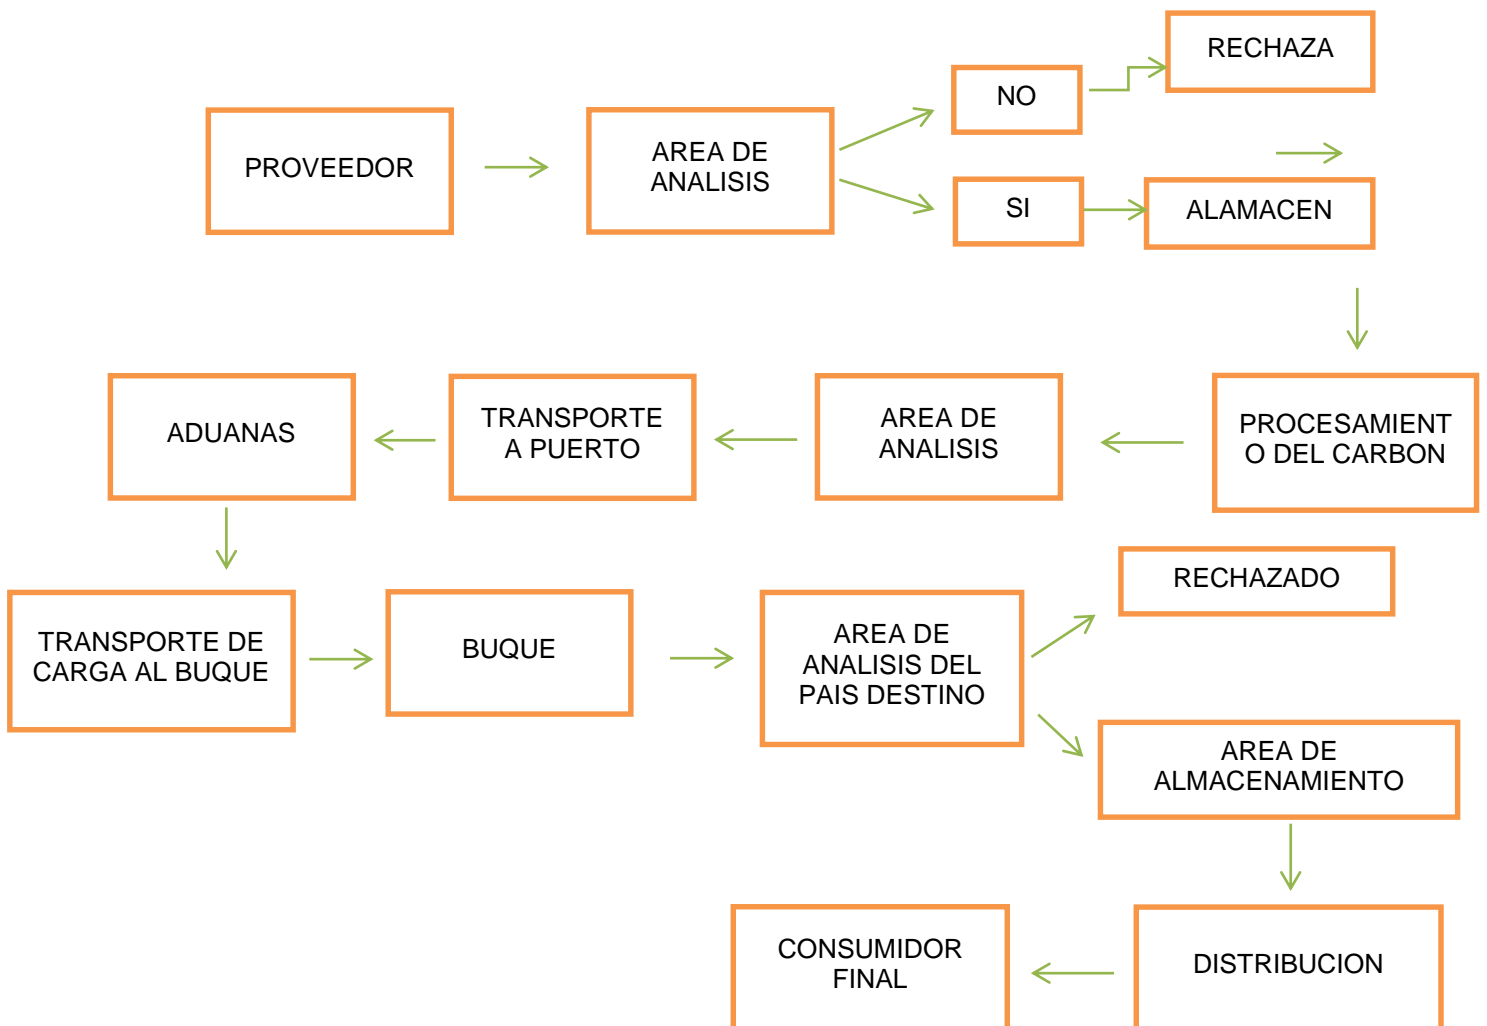 PROVEEDOR
AREA DE
ANALISIS
NO
RECHAZA
SI
ALAMACEN
PROCESAMIENT
O DEL CARBON
AREA DE
ANALISIS
TRANSPORTE
A PUERTO
ADUANAS
TRANSPORTE DE
CARGA AL BUQUE
BUQUE
AREA DE
ANALISIS DEL
PAIS DESTINO
RECHAZADO
AREA DE
ALMACENAMIENTO
DISTRIBUCION
CONSUMIDOR
FINAL